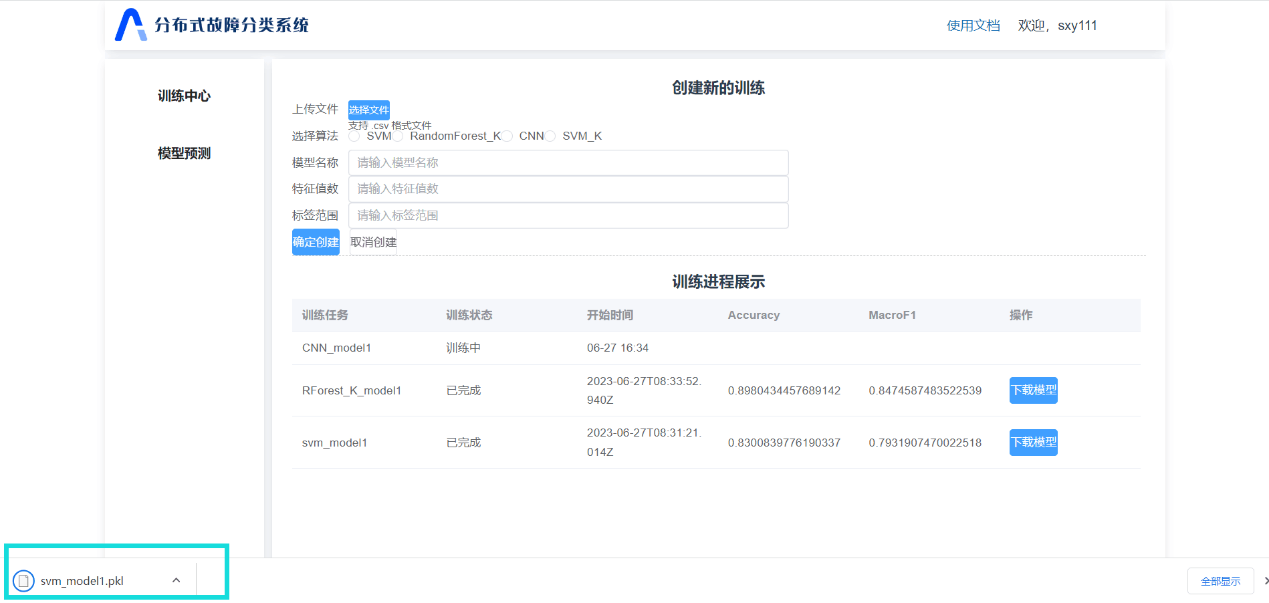 分布式故障分类系统
使用文档 欢迎，sxy111
训练中心
模型预测
创建新的训练
上传文件 选择文件
支持 .csv 格式文件
选择算法 SVM RandomForest_K CNN SVM_K
模型名称 请输入模型名称
特征值数 请输入特征值数
标签范围 请输入标签范围
确定创建 取消创建
训练进程展示
训练任务 训练状态 开始时间 Accuracy MacroF1 操作
CNN_model1 训练中 06-27 16:34
RForest_K_model1 已完成 2023-06-27T08:33:52.940Z 0.8980434457689142 0.8474587483522539 下载模型
svm_model1 已完成 2023-06-27T08:31:21.014Z 0.8300839776190337 0.7931907470022518 下载模型
svm_model1.pkl
全部显示